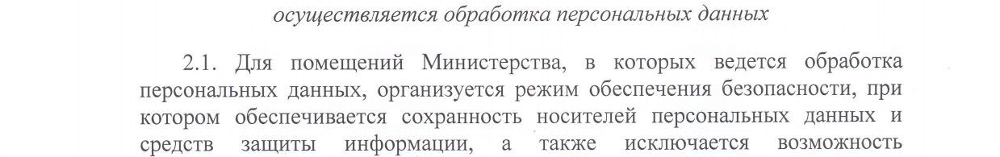 осуществляется обработка персональных данных
2.1. Для помещений Министерства, в которых ведется обработка
персональных данных, организуется режим обеспечения безопасности, при
котором обеспечивается сохранность носителей персональных данных и
средств защиты информации, а также исключается возможность